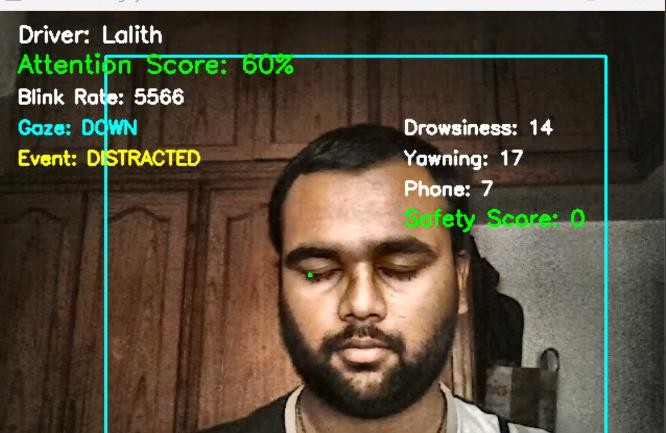 Driver: Lalith
Attention Score: 60%
Blink Rate: 5566
Gaze: DOWN
Event: DISTRACTED
Drowsiness: 14
Yawning: 17
Phone: 7
Safety Score: 0